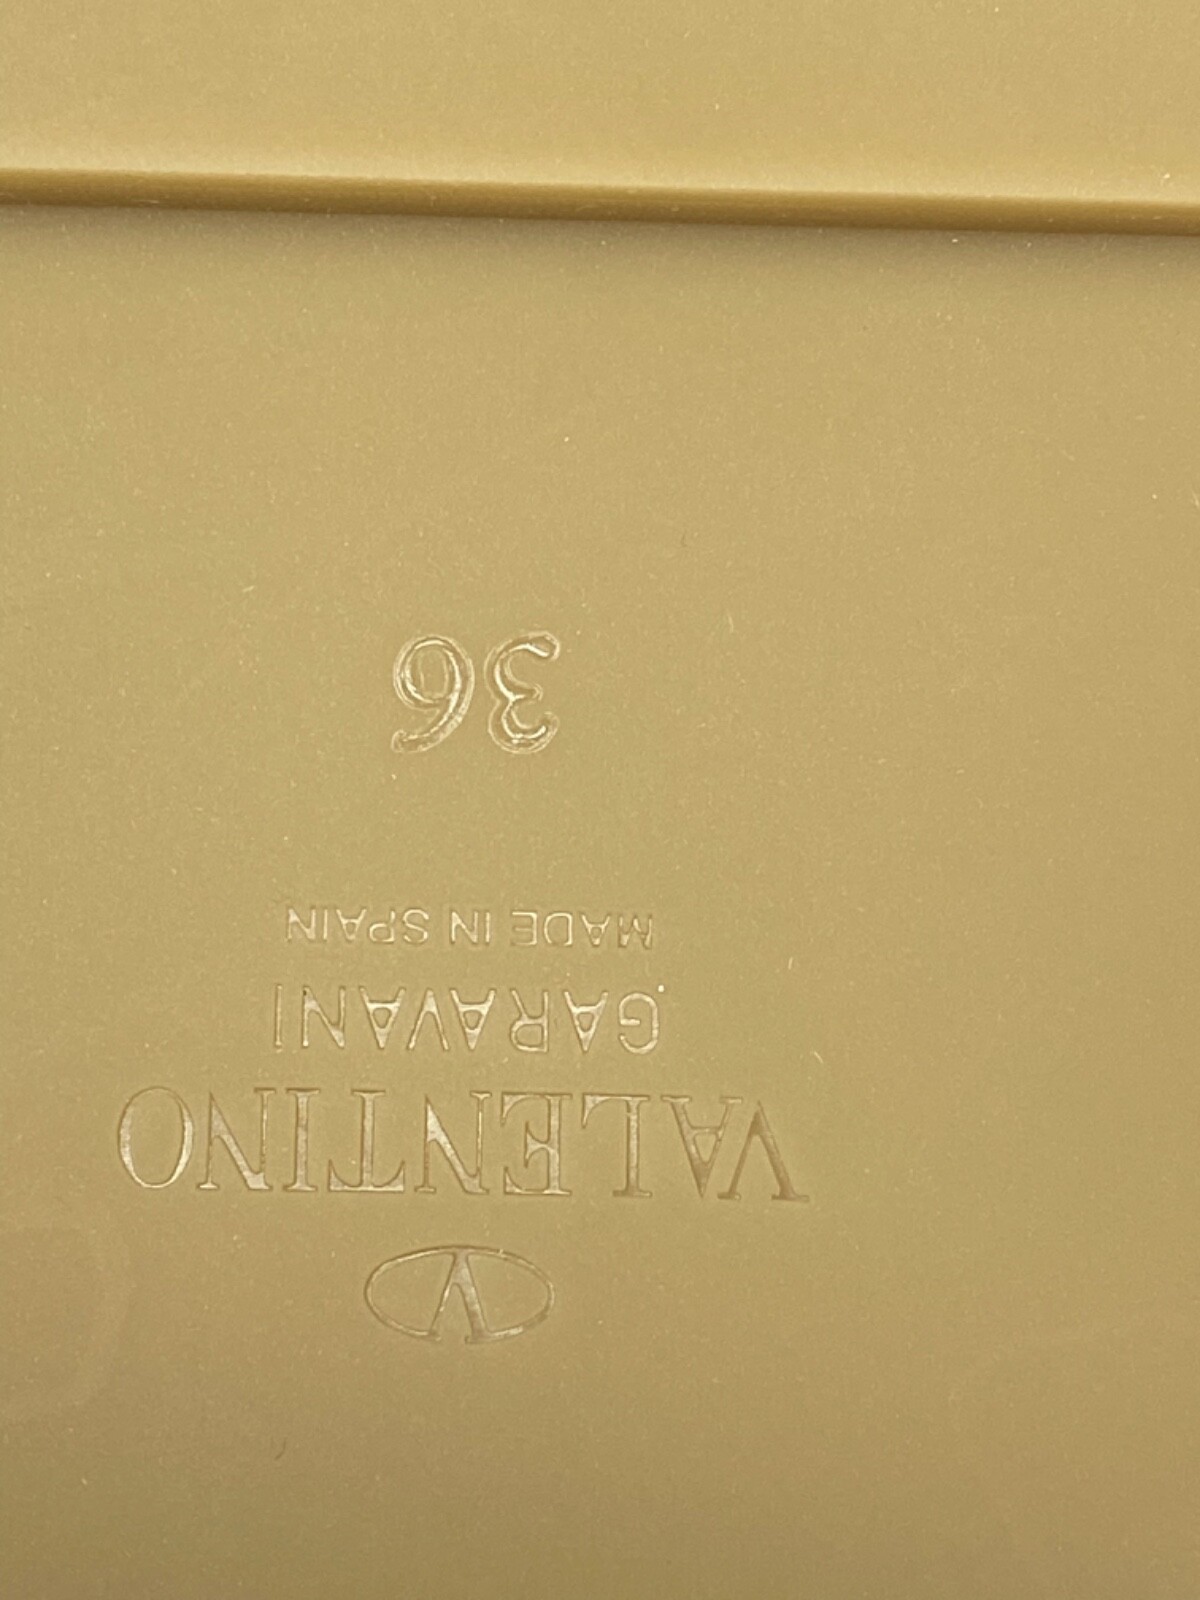 V
VALENTINO
GARAVANI
MADE IN SPAIN
36